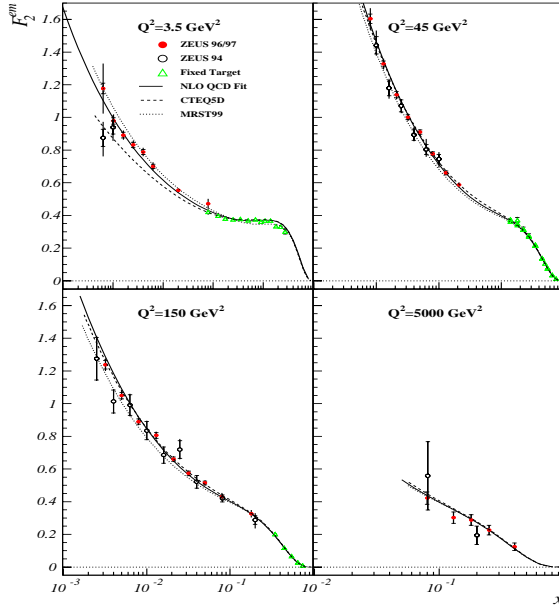 F₂ᵉᵐ
Q²=3.5 GeV²
ZEUS 96/97
ZEUS 94
Fixed Target
NLO QCD Fit
CTEQ5D
MRST99
1.6
1.4
1.2
1
0.8
0.6
0.4
0.2
0
Q²=45 GeV²
Q²=150 GeV²
1.6
1.4
1.2
1
0.8
0.6
0.4
0.2
0
Q²=5000 GeV²
10⁻³ 10⁻² 10⁻¹ 10⁻² 10⁻¹ x